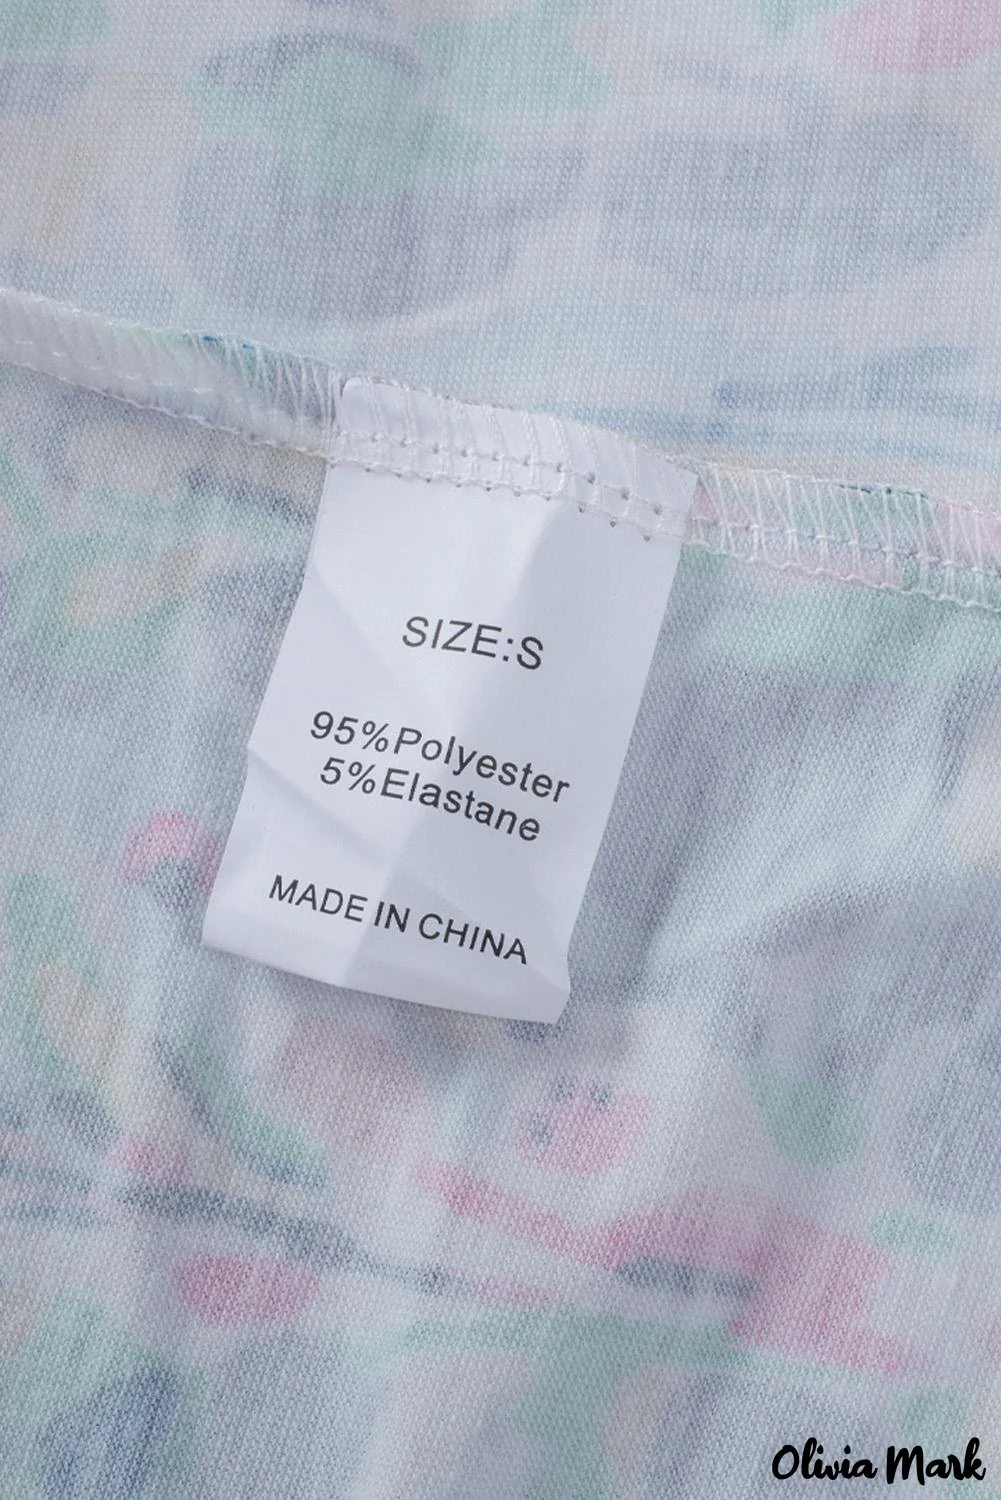 SIZE:S
95%Polyester
5%Elastane
MADE IN CHINA
Olivia Mark